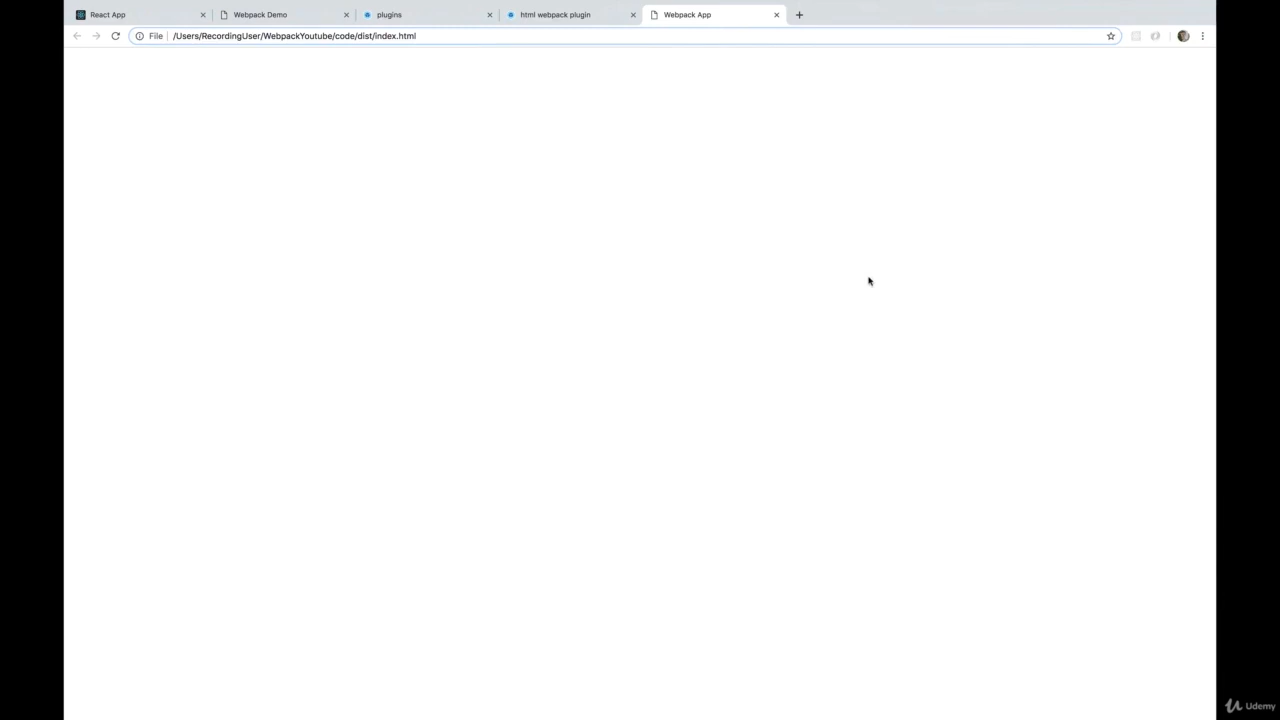 React App
Webpack Demo
plugins
html webpack plugin
Webpack App
File
/Users/RecordingUser/WebpackYoutube/code/dist/index.html
Udemy